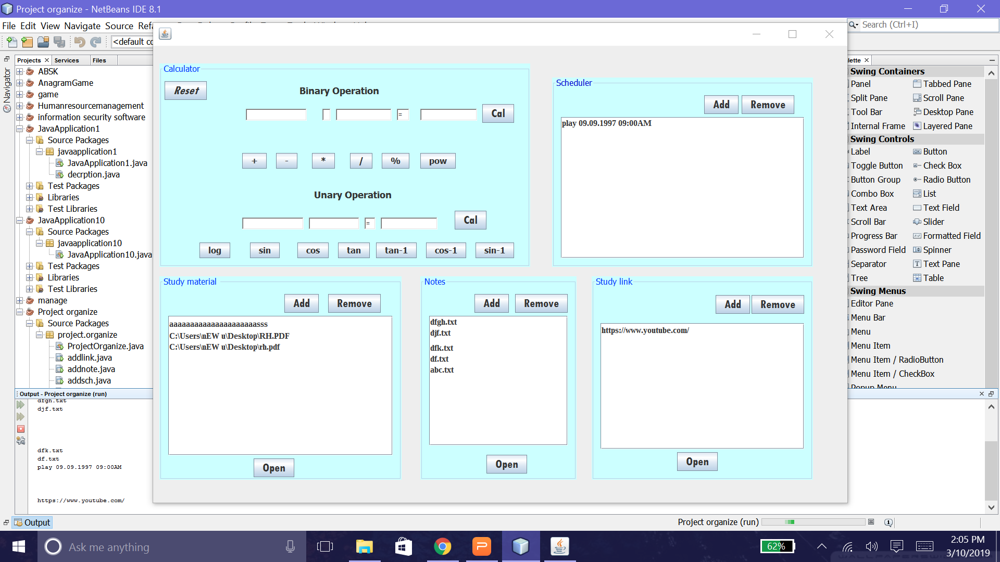 Project organize - NetBeans IDE 8.1
File Edit View Navigate Source Refa
Search (Ctrl+I)
<default co
Projects Services Files
Navigator
ABSK
AnagramGame
game
Humanresourcemanagement
information security software
JavaApplication1
Source Packages
javaapplication1
JavaApplication1.java
decrption.java
Test Packages
Libraries
Test Libraries
JavaApplication10
Source Packages
javaapplication10
JavaApplication10.java
Test Packages
Libraries
Test Libraries
manage
Project organize
Source Packages
project.organize
ProjectOrganize.java
addlink.java
addnote.java
addsch.java
Calculator
Reset
Binary Operation
= Cal
+ - * / % pow
Unary Operation
= Cal
log sin cos tan tan-1 cos-1 sin-1
Scheduler
Add Remove
play 09.09.1997 09:00AM
Study material
Add Remove
aaaaaaaaaaaaaaaaaaaaasss
C:\Users\nEW u\Desktop\RH.PDF
C:\Users\nEW u\Desktop\rh.pdf
Open
Notes
Add Remove
dfgh.txt
djf.txt
dfk.txt
df.txt
abc.txt
Open
Study link
Add Remove
https://www.youtube.com/
Open
lette
Swing Containers
Panel Tabbed Pane
Split Pane Scroll Pane
Tool Bar Desktop Pane
Internal Frame Layered Pane
Swing Controls
Label Button
Toggle Button Check Box
Button Group Radio Button
Combo Box List
Text Area Text Field
Scroll Bar Slider
Progress Bar Formatted Field
Password Field Spinner
Separator Text Pane
Tree Table
Swing Menus
Editor Pane
Menu Bar
Menu
Menu Item
Menu Item / RadioButton
Menu Item / CheckBox
Popup Menu
Output - Project organize (run)
dfgh.txt
djf.txt
dfk.txt
df.txt
play 09.09.1997 09:00AM
https://www.youtube.com/
Output
Project organize (run)
1
Ask me anything
62%
2:05 PM
3/10/2019